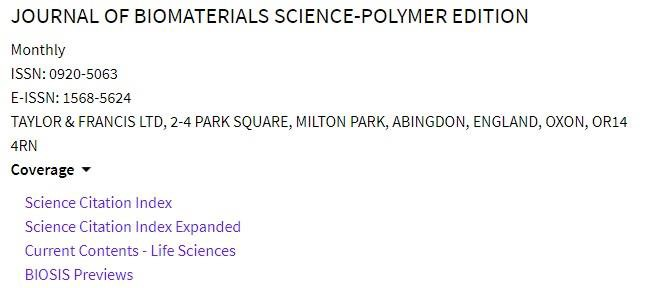 JOURNAL OF BIOMATERIALS SCIENCE-POLYMER EDITION
Monthly
ISSN: 0920-5063
E-ISSN: 1568-5624
TAYLOR & FRANCIS LTD, 2-4 PARK SQUARE, MILTON PARK, ABINGDON, ENGLAND, OXON, OR14
4RN
Coverage
Science Citation Index
Science Citation Index Expanded
Current Contents - Life Sciences
BIOSIS Previews